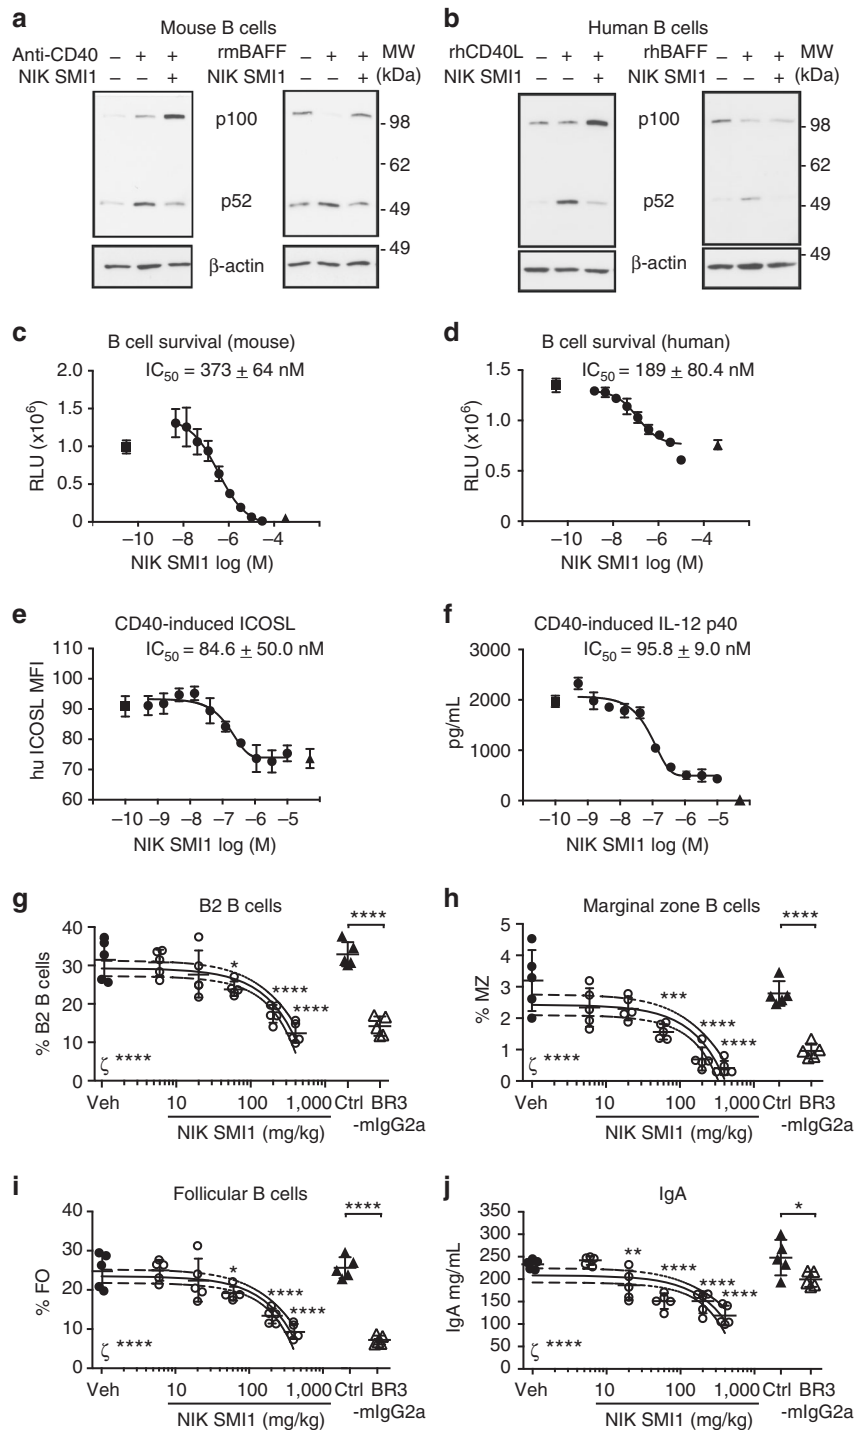 a
Mouse B cells
Anti-CD40 – + + rmBAFF – + + MW
NIK SMI1 – – + NIK SMI1 – – + (kDa)
p100
- 98
- 62
p52
- 49
- 49
β-actin
b
Human B cells
rhCD40L – + + rhBAFF – + + MW
NIK SMI1 – – + NIK SMI1 – – + (kDa)
p100
- 98
- 62
p52
- 49
- 49
β-actin
c
B cell survival (mouse)
IC50 = 373 ± 64 nM
RLU (x10⁶)
2.0
1.5
1.0
0.5
0
–10 –8 –6 –4
NIK SMI1 log (M)
d
B cell survival (human)
IC50 = 189 ± 80.4 nM
RLU (x10⁶)
1.5
1.0
0.5
0
–10 –8 –6 –4
NIK SMI1 log (M)
e
CD40-induced ICOSL
IC50 = 84.6 ± 50.0 nM
hu ICOSL MFI
110
100
90
80
70
60
–10 –9 –8 –7 –6 –5
NIK SMI1 log (M)
f
CD40-induced IL-12 p40
IC50 = 95.8 ± 9.0 nM
pg/mL
3000
2000
1000
0
–10 –9 –8 –7 –6 –5
NIK SMI1 log (M)
g
B2 B cells
% B2 B cells
40
30
20
10
0
*
****
****
****
ζ ****
Veh 10 100 1,000 Ctrl BR3
NIK SMI1 (mg/kg) -mIgG2a
h
Marginal zone B cells
% MZ
5
4
3
2
1
0
****
***
****
****
ζ ****
Veh 10 100 1,000 Ctrl BR3
NIK SMI1 (mg/kg) -mIgG2a
i
Follicular B cells
% FO
40
30
20
10
0
****
*
****
****
ζ ****
Veh 10 100 1,000 Ctrl BR3
NIK SMI1 (mg/kg) -mIgG2a
j
IgA
IgA mg/mL
350
300
250
200
150
100
50
0
*
**
****
****
****
ζ ****
Veh 10 100 1,000 Ctrl BR3
NIK SMI1 (mg/kg) -mIgG2a